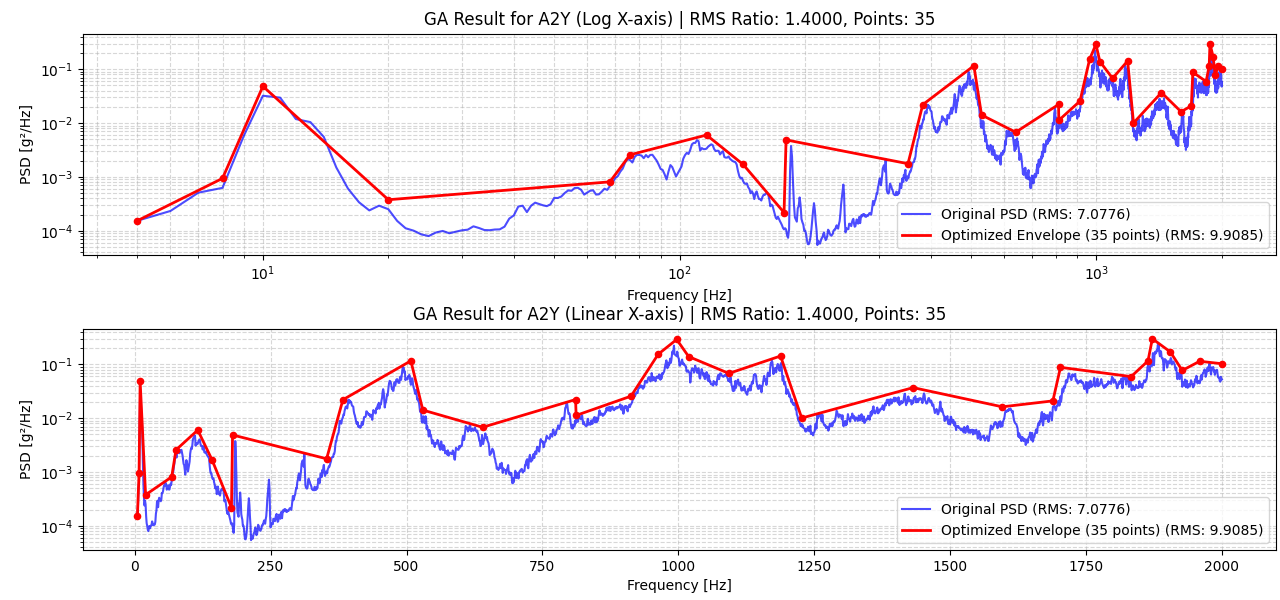 GA Result for A2Y (Log X-axis) | RMS Ratio: 1.4000, Points: 35
PSD [g²/Hz]
10⁻¹
10⁻²
10⁻³
10⁻⁴
Original PSD (RMS: 7.0776)
Optimized Envelope (35 points) (RMS: 9.9085)
10¹ 10² 10³
Frequency [Hz]
GA Result for A2Y (Linear X-axis) | RMS Ratio: 1.4000, Points: 35
PSD [g²/Hz]
10⁻¹
10⁻²
10⁻³
10⁻⁴
Original PSD (RMS: 7.0776)
Optimized Envelope (35 points) (RMS: 9.9085)
0 250 500 750 1000 1250 1500 1750 2000
Frequency [Hz]